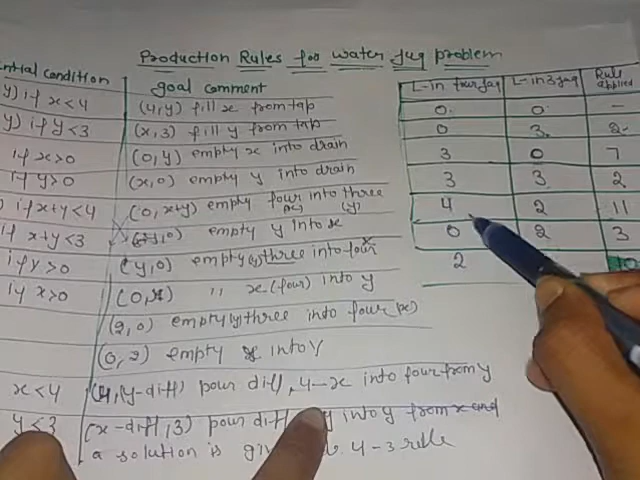 Production Rules for water Jug problem
ntial condition goal comment
y) if x<4 (4,y) fill x from tap
y) if y<3 (x,3) fill y from tap
if x>0 (0,y) empty x into drain
if y>0 (x,0) empty y into drain
) if x+y<4 (0,x+y) empty four into three
(x) (y)
if x+y<3 empty y into x
if y>0 (y,0) empty(y)three into four
if x>0 (0,x) " x(four) into y
(2,0) empty(y)three into four (x)
(0,2) empty x into y
x<4 (4,(y-diff) pour diff, 4-x into four from y
y<3 (x-diff,3) pour diff y into y from x and
a solution is 4-3 rule
L-in four jug L-in 3 jug Rule applied
0 0 -
0 3 2
3 0 7
3 3 2
4 2 11
0 2 3
2 10